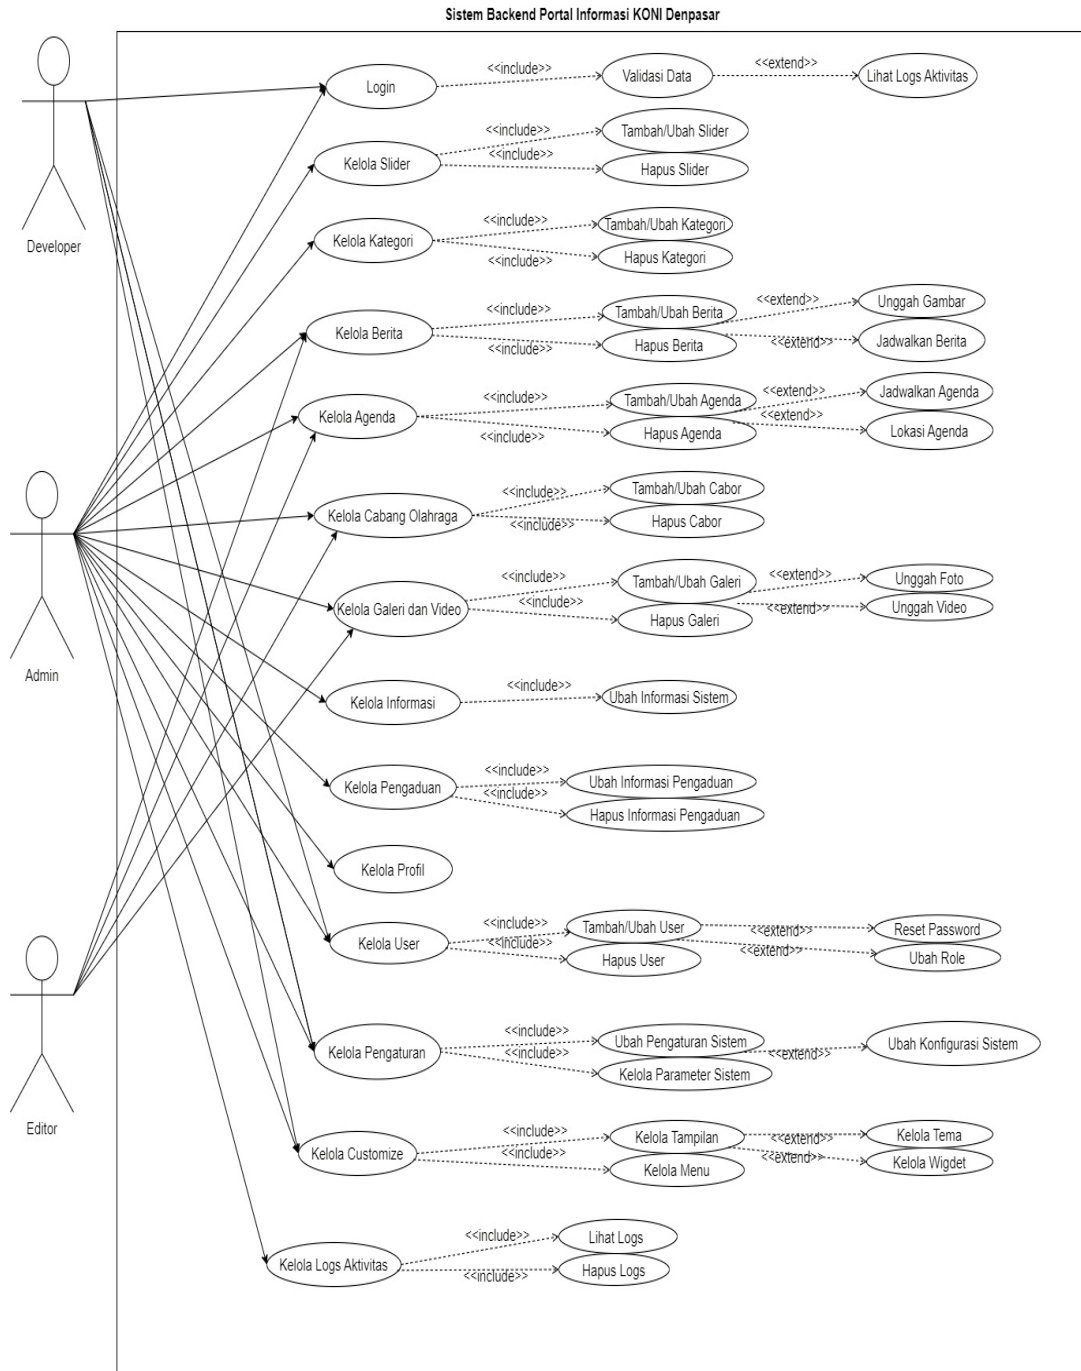 Sistem Backend Portal Informasi KONI Denpasar
Developer
Admin
Editor
Login
<<include>>
Validasi Data
<<extend>>
Lihat Logs Aktivitas
Kelola Slider
<<include>>
<<include>>
Tambah/Ubah Slider
Hapus Slider
Kelola Kategori
<<include>>
<<include>>
Tambah/Ubah Kategori
Hapus Kategori
Kelola Berita
<<include>>
<<include>>
Tambah/Ubah Berita
Hapus Berita
<<extend>>
<<extend>>
Unggah Gambar
Jadwalkan Berita
Kelola Agenda
<<include>>
<<include>>
Tambah/Ubah Agenda
Hapus Agenda
<<extend>>
<<extend>>
Jadwalkan Agenda
Lokasi Agenda
Kelola Cabang Olahraga
<<include>>
<<include>>
Tambah/Ubah Cabor
Hapus Cabor
Kelola Galeri dan Video
<<include>>
<<include>>
Tambah/Ubah Galeri
Hapus Galeri
<<extend>>
<<extend>>
Unggah Foto
Unggah Video
Kelola Informasi
<<include>>
Ubah Informasi Sistem
Kelola Pengaduan
<<include>>
<<include>>
Ubah Informasi Pengaduan
Hapus Informasi Pengaduan
Kelola Profil
Kelola User
<<include>>
<<include>>
Tambah/Ubah User
Hapus User
<<extend>>
<<extend>>
Reset Password
Ubah Role
Kelola Pengaturan
<<include>>
<<include>>
Ubah Pengaturan Sistem
Kelola Parameter Sistem
<<extend>>
Ubah Konfigurasi Sistem
Kelola Customize
<<include>>
<<include>>
Kelola Tampilan
Kelola Menu
<<extend>>
<<extend>>
Kelola Tema
Kelola Wigdet
Kelola Logs Aktivitas
<<include>>
<<include>>
Lihat Logs
Hapus Logs